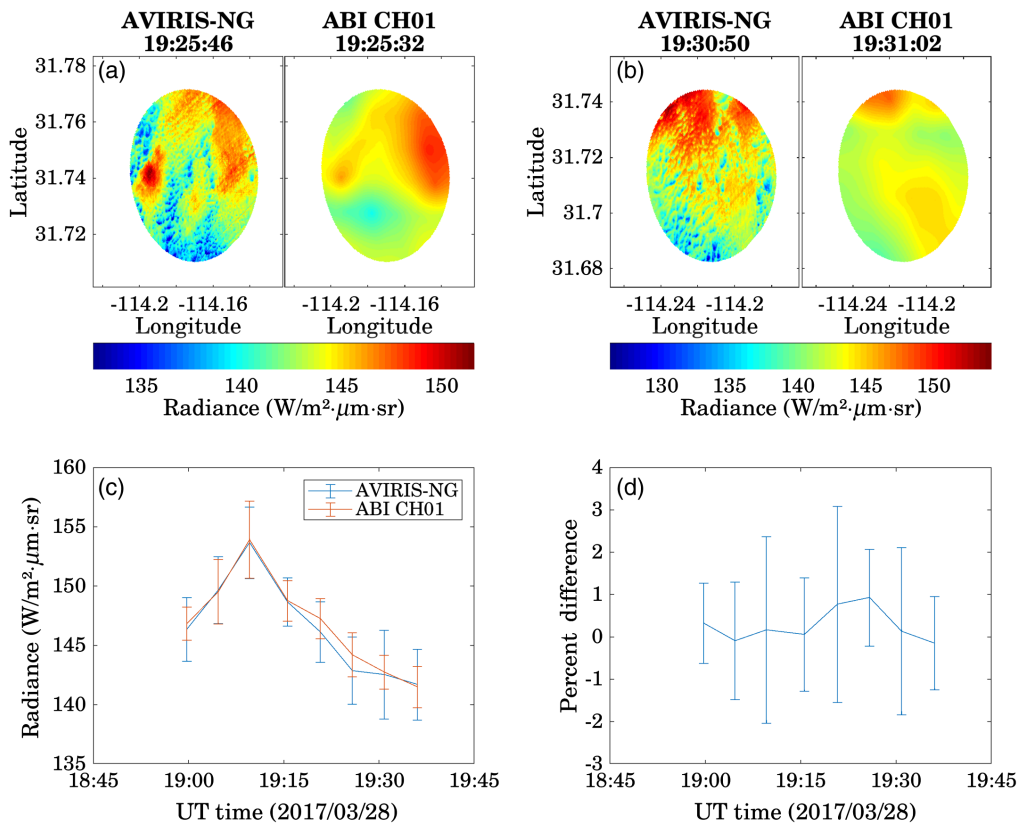 AVIRIS-NG
19:25:46
ABI CH01
19:25:32
(a)
31.78
31.76
31.74
31.72
Latitude
-114.2 -114.16
-114.2 -114.16
Longitude
Longitude
135 140 145 150
Radiance (W/m²·μm·sr)
AVIRIS-NG
19:30:50
ABI CH01
19:31:02
(b)
31.74
31.72
31.7
31.68
Latitude
-114.24 -114.2
-114.24 -114.2
Longitude
Longitude
130 135 140 145 150
Radiance (W/m²·μm·sr)
(c)
AVIRIS-NG
ABI CH01
160
155
150
145
140
135
Radiance (W/m²·μm·sr)
18:45 19:00 19:15 19:30 19:45
UT time (2017/03/28)
(d)
4
3
2
1
0
-1
-2
-3
Percent difference
18:45 19:00 19:15 19:30 19:45
UT time (2017/03/28)